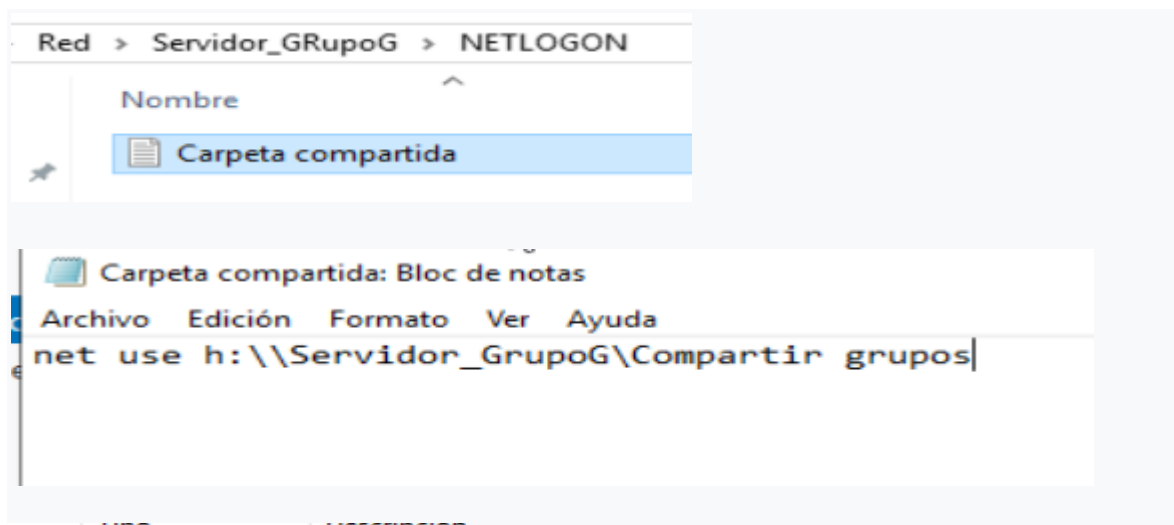 Red > Servidor_GRupoG > NETLOGON
Nombre
Carpeta compartida
Carpeta compartida: Bloc de notas
Archivo Edición Formato Ver Ayuda
net use h:\\Servidor_GrupoG\Compartir grupos